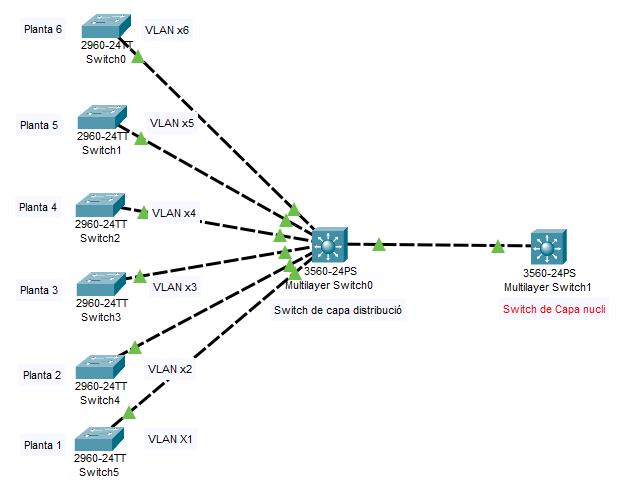 Planta 6
VLAN x6
2960-24TT
Switch0
Planta 5
VLAN x5
2960-24TT
Switch1
Planta 4
VLAN x4
2960-24TT
Switch2
3560-24PS
Multilayer Switch0
Switch de capa distribució
3560-24PS
Multilayer Switch1
Switch de Capa nucli
Planta 3
VLAN x3
2960-24TT
Switch3
Planta 2
VLAN x2
2960-24TT
Switch4
Planta 1
VLAN X1
2960-24TT
Switch5